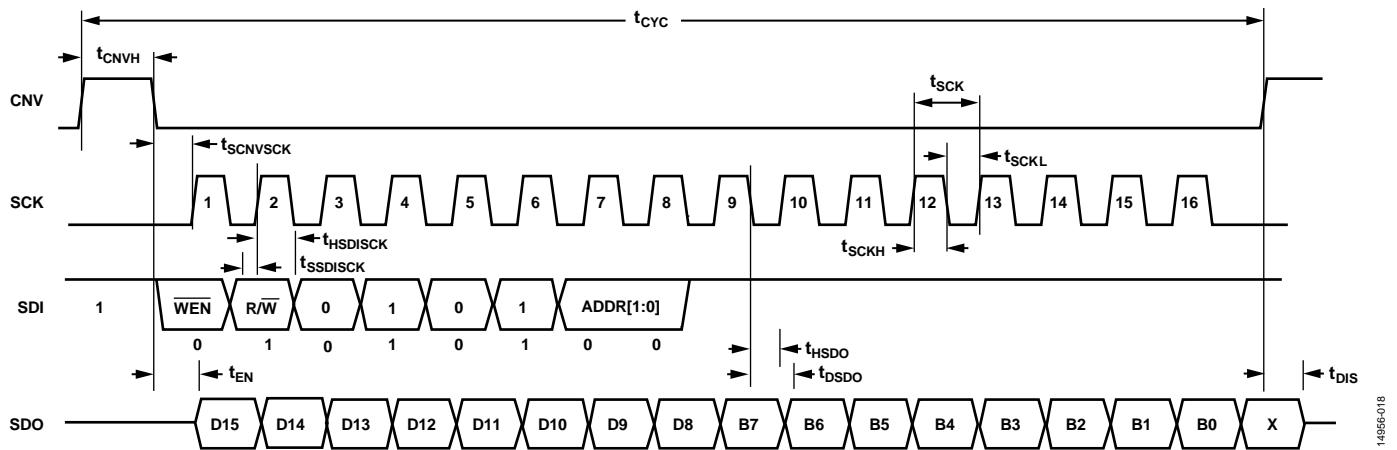 tCYC
tCNVH
CNV
tSCK
tSCNVSCK
tSCKL
SCK 1 2 3 4 5 6 7 8 9 10 11 12 13 14 15 16
tHSDISCK
tSCKH
tSSDISCK
SDI 1 WEN R/W 0 1 0 1 ADDR[1:0]
0 1 0 1 0 1 0 0
tHSDO
tEN tDSDO tDIS
SDO D15 D14 D13 D12 D11 D10 D9 D8 B7 B6 B5 B4 B3 B2 B1 B0 X
14956-018